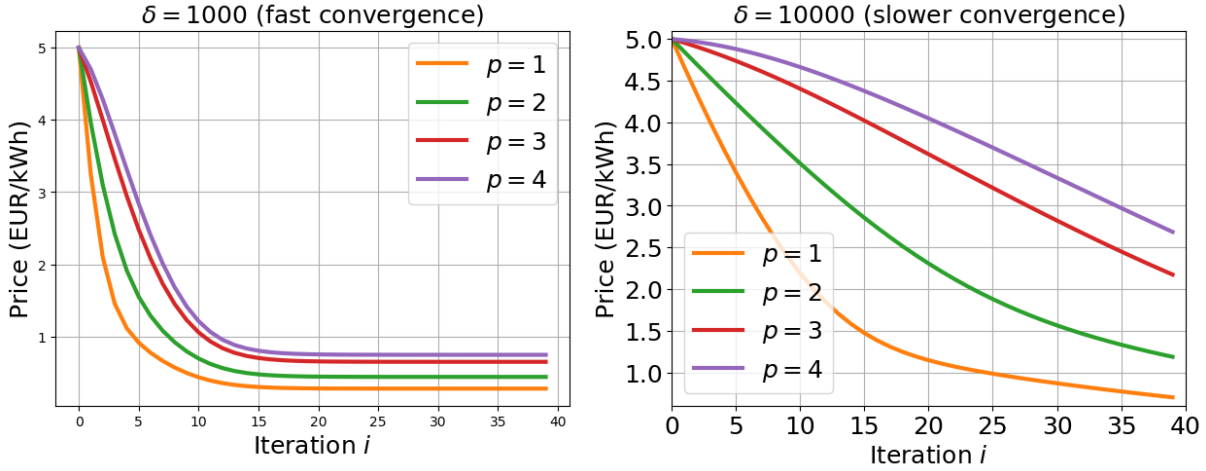 δ = 1000 (fast convergence)
Price (EUR/kWh)
5
4
3
2
1
p = 1
p = 2
p = 3
p = 4
0 5 10 15 20 25 30 35 40
Iteration i
δ = 10000 (slower convergence)
Price (EUR/kWh)
5.0
4.5
4.0
3.5
3.0
2.5
2.0
1.5
1.0
p = 1
p = 2
p = 3
p = 4
0 5 10 15 20 25 30 35 40
Iteration i